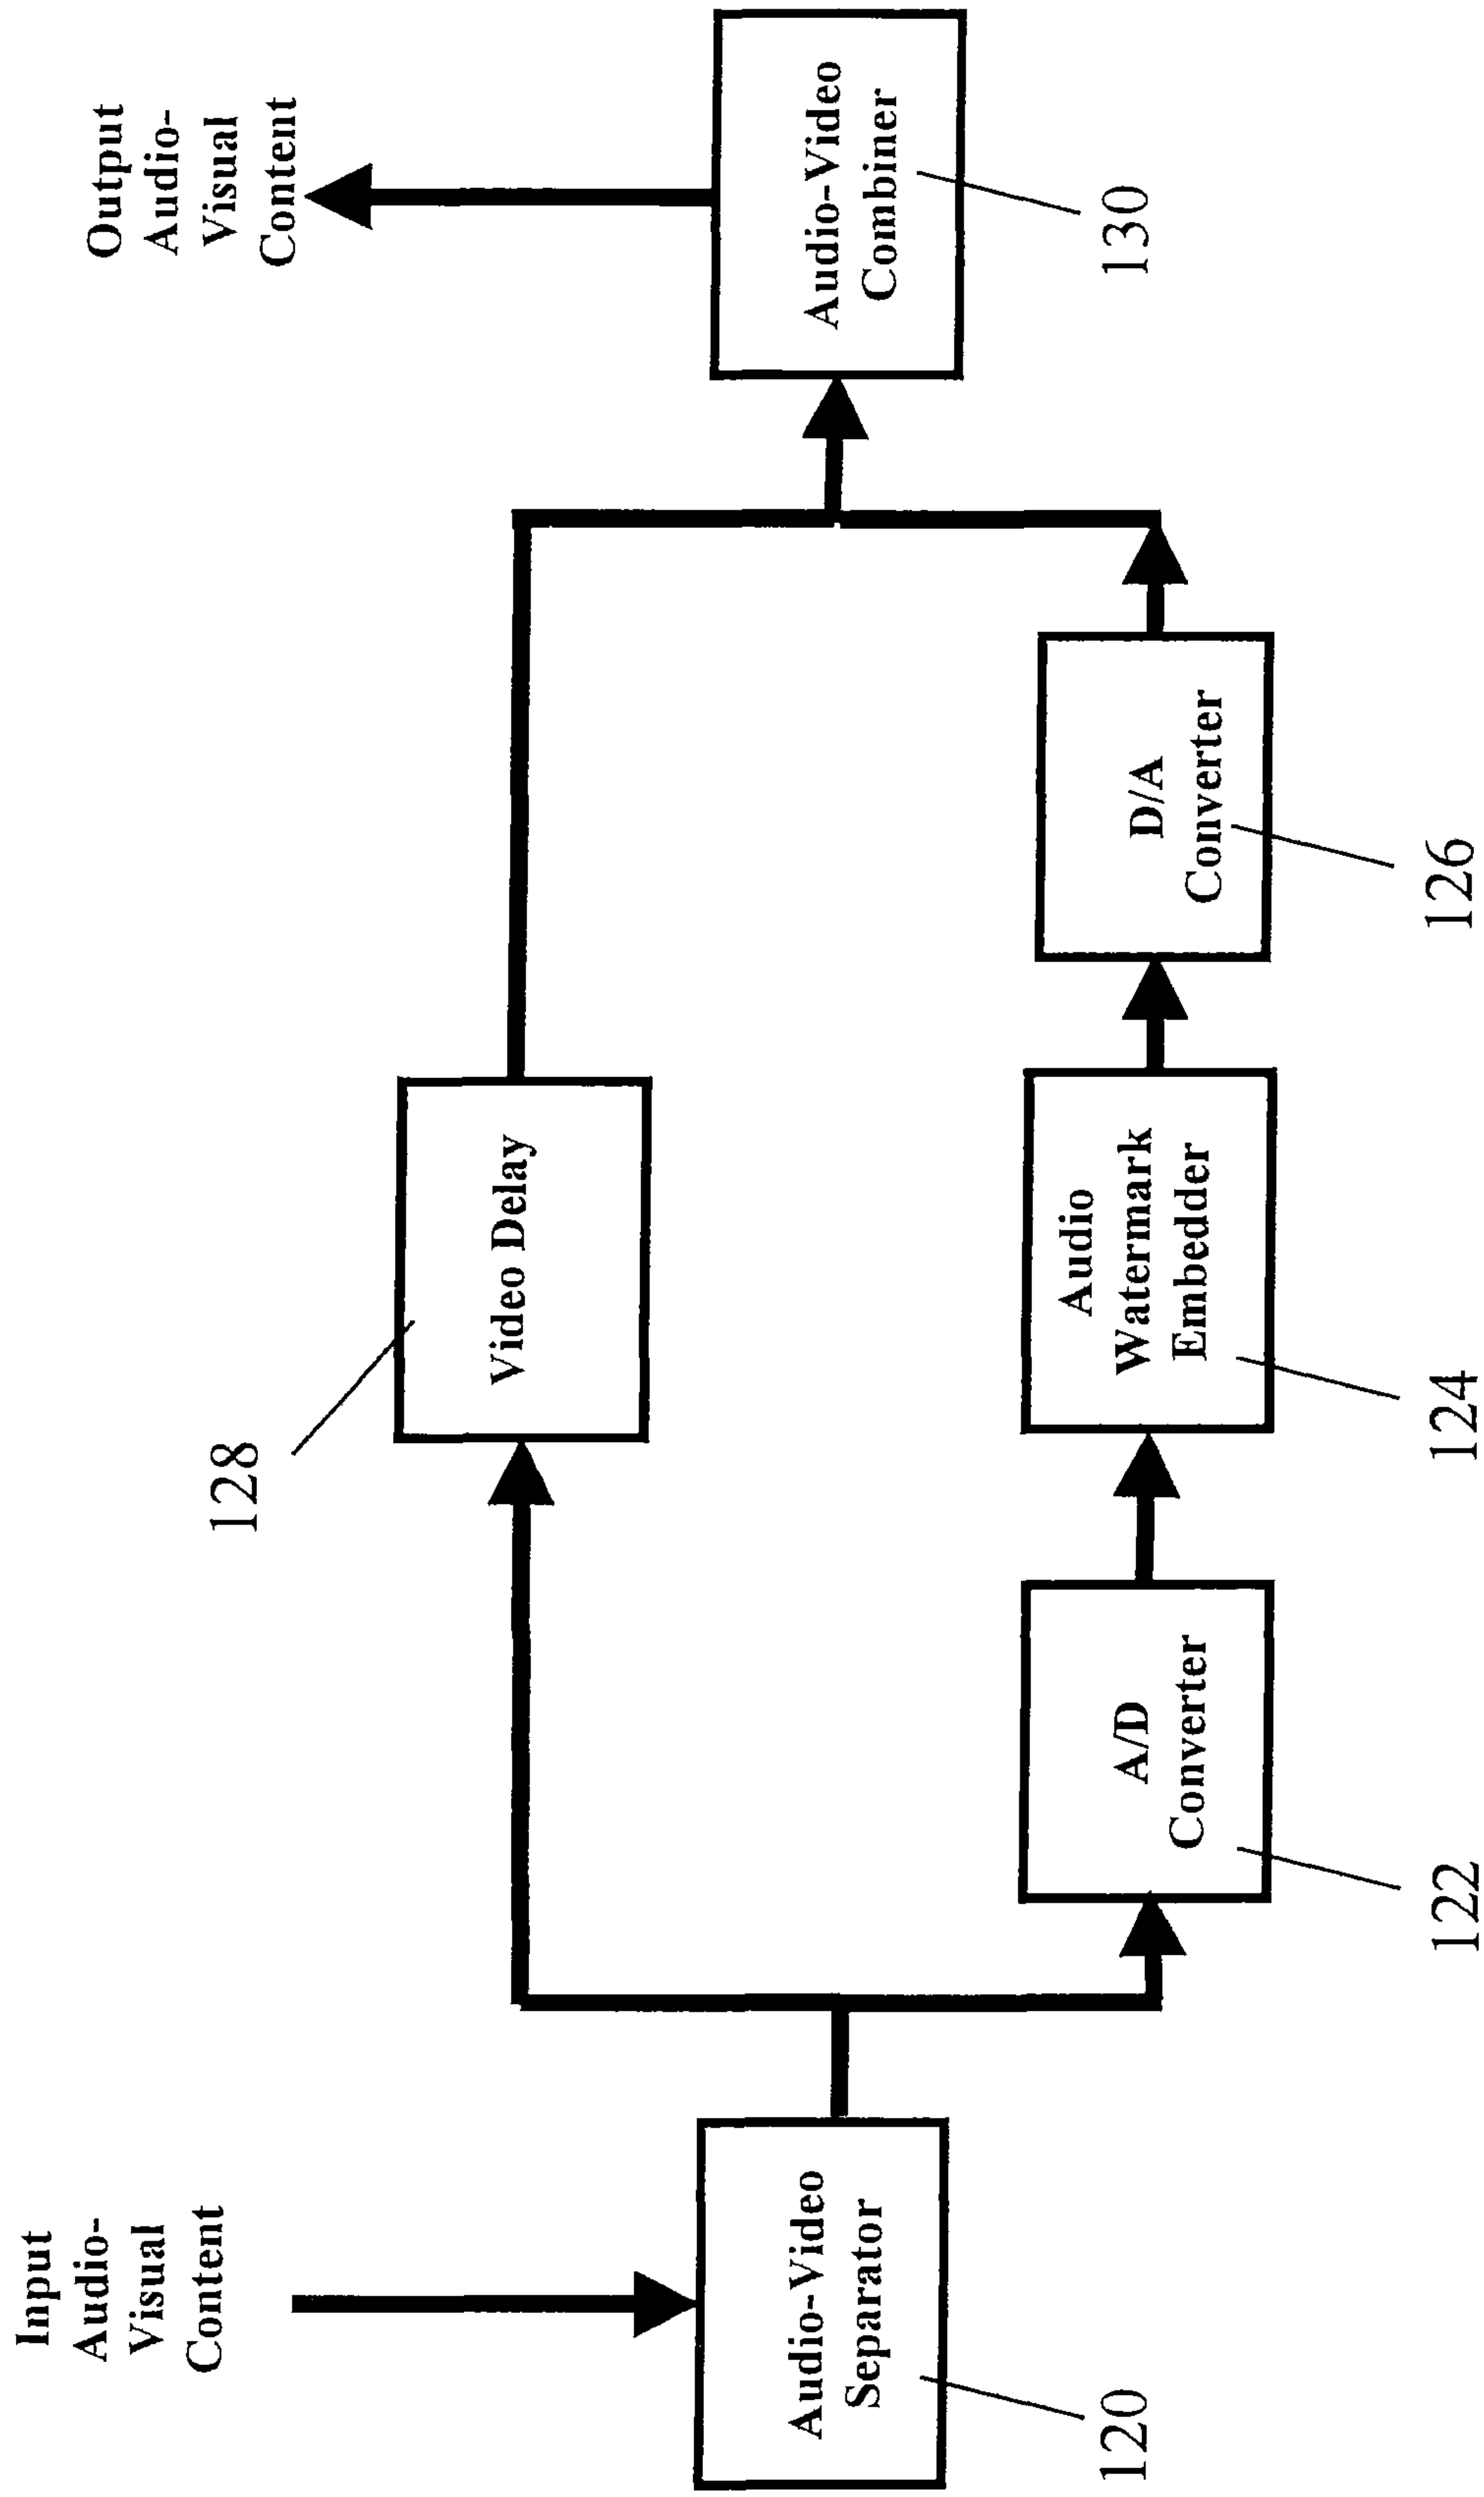 Input
Audio-
Visual
Content
Audio-Video
Separator
120
128
Video Delay
A/D
Converter
122
Audio
Watermark
Embedder
124
D/A
Converter
126
Output
Audio-
Visual
Content
Audio-Video
Combiner
130